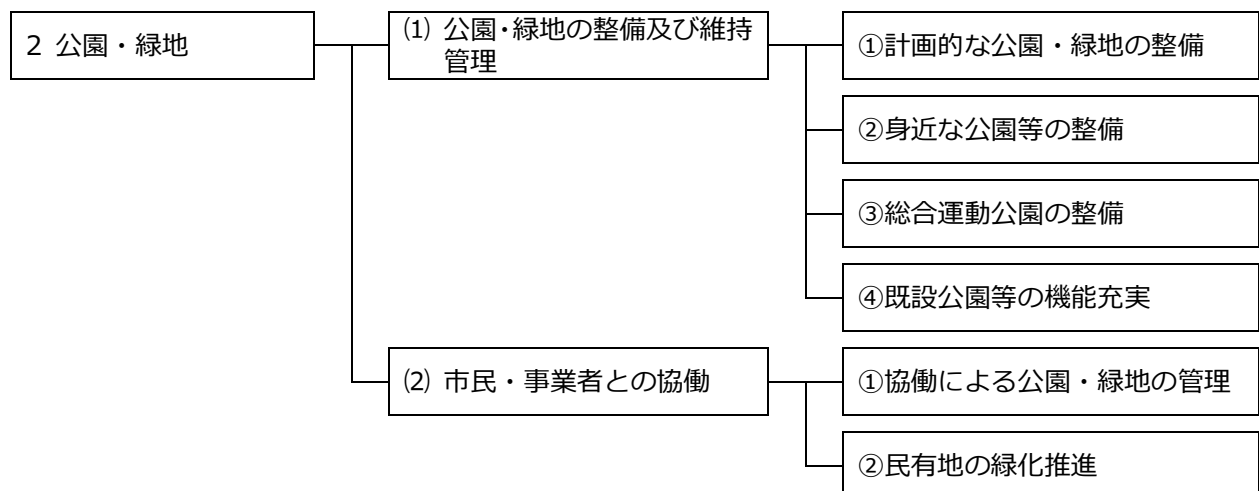 2 公園・緑地
⑴ 公園・緑地の整備及び維持
管理
①計画的な公園・緑地の整備
②身近な公園等の整備
③総合運動公園の整備
④既設公園等の機能充実
⑵ 市民・事業者との協働
①協働による公園・緑地の管理
②民有地の緑化推進